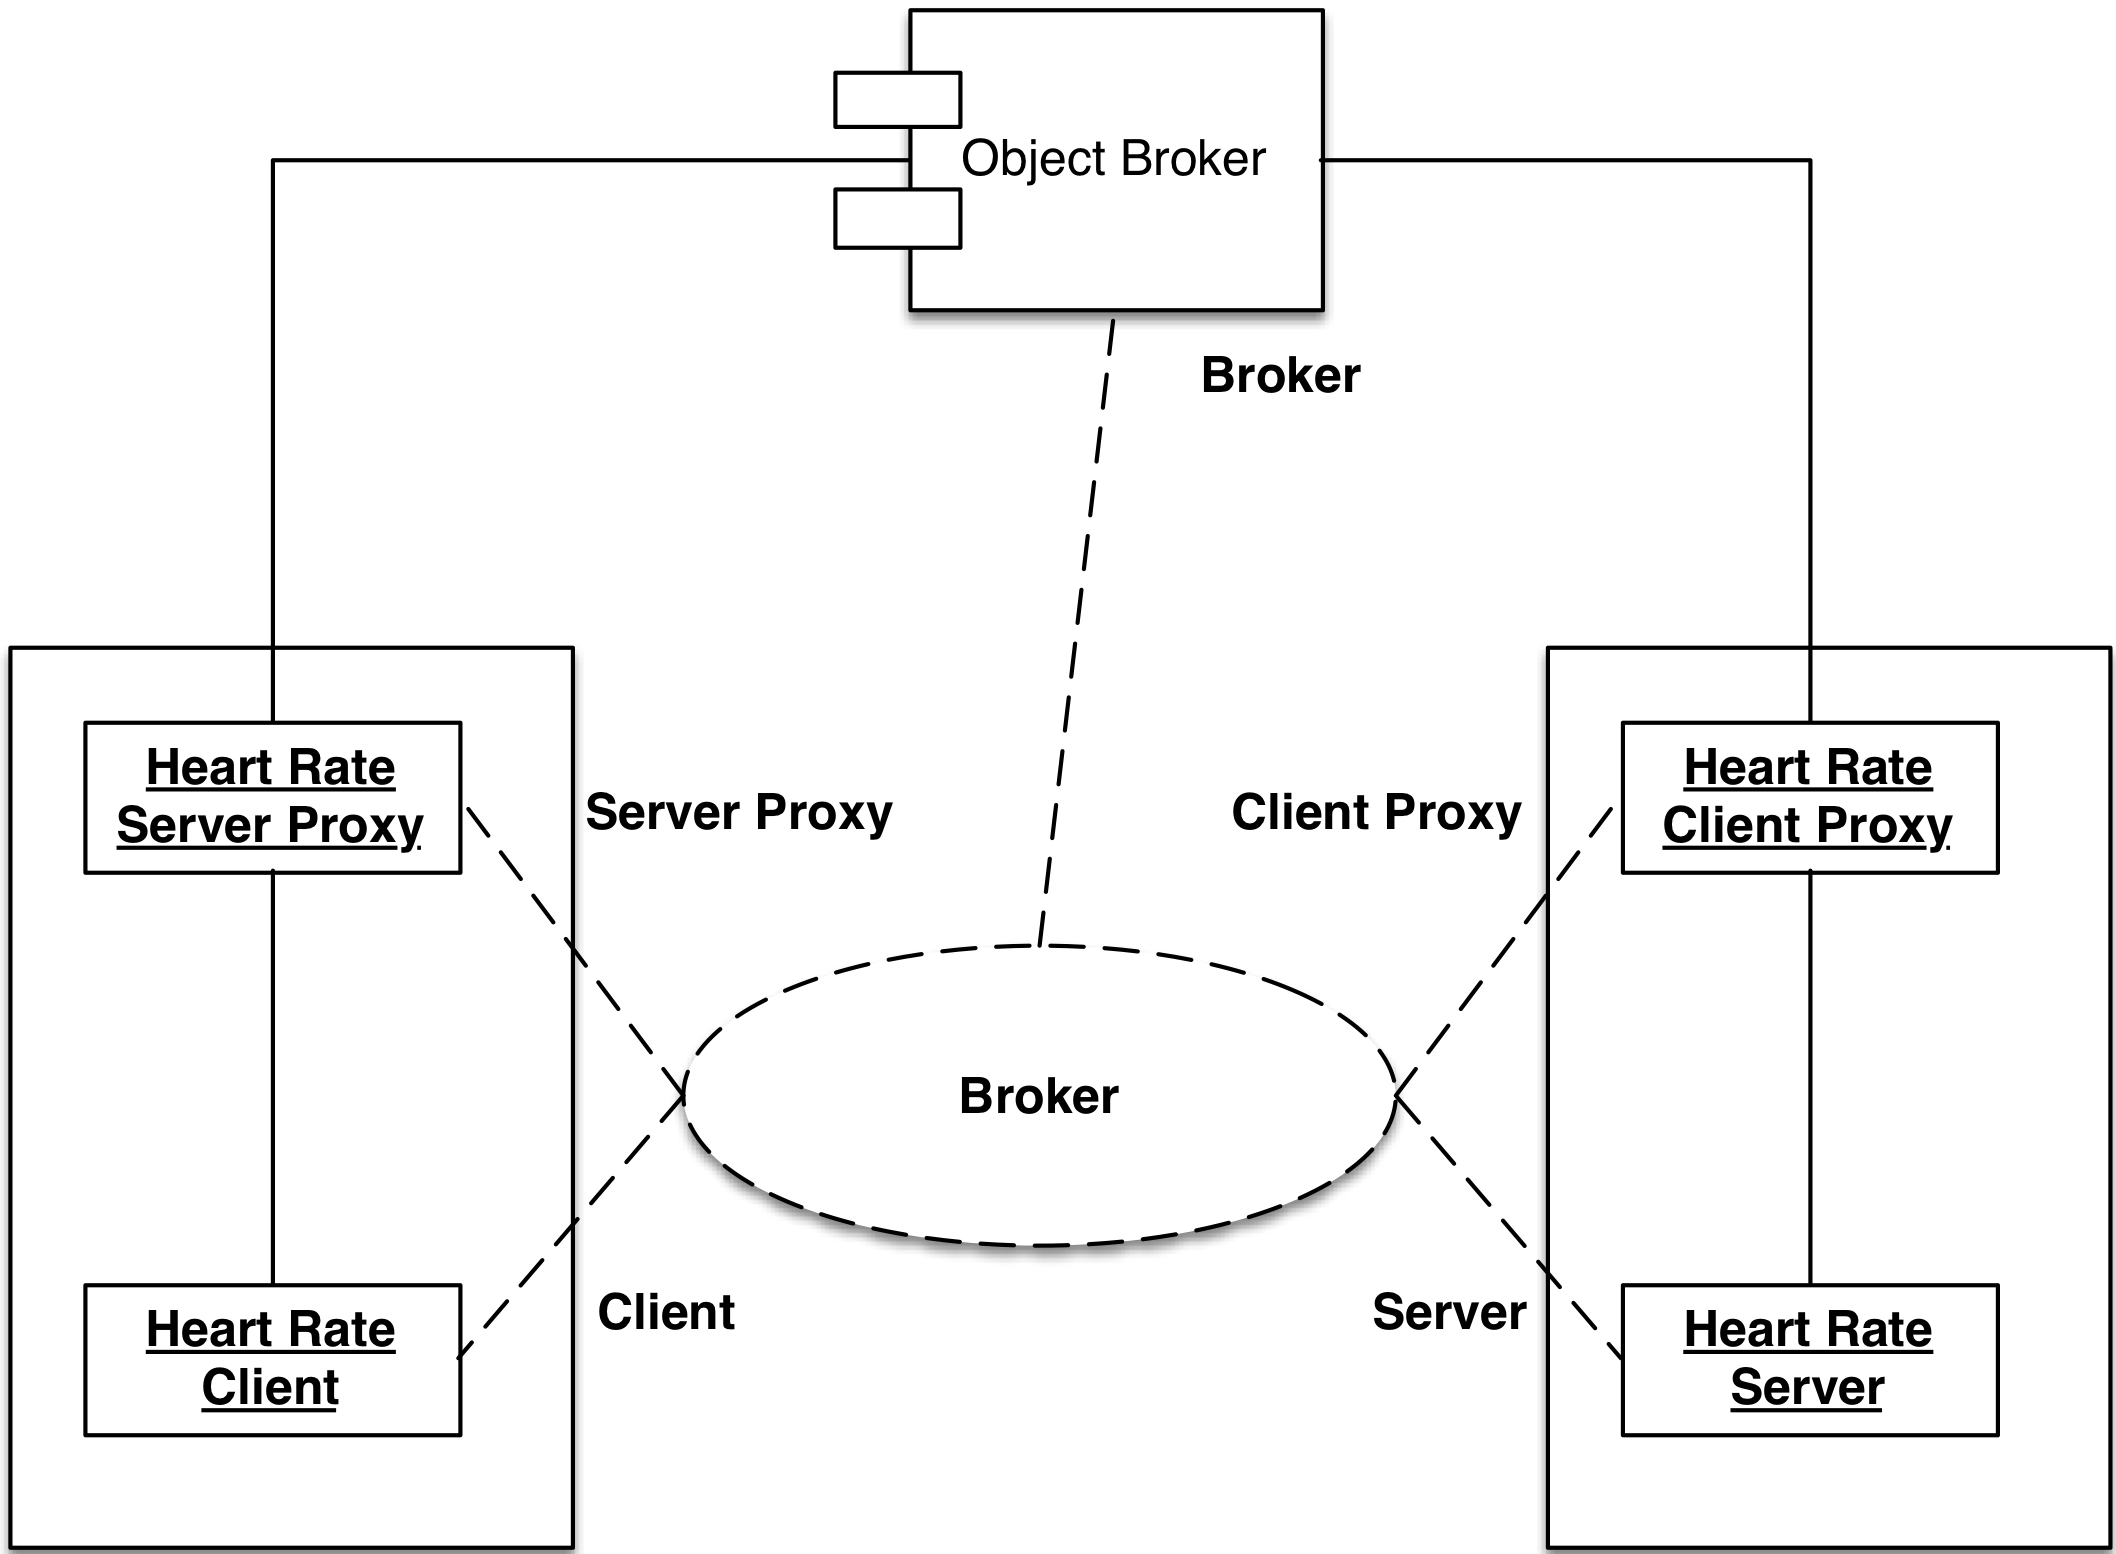 Object Broker
Broker
Heart Rate
Server Proxy
Server Proxy
Client Proxy
Heart Rate
Client Proxy
Broker
Heart Rate
Client
Client
Server
Heart Rate
Server